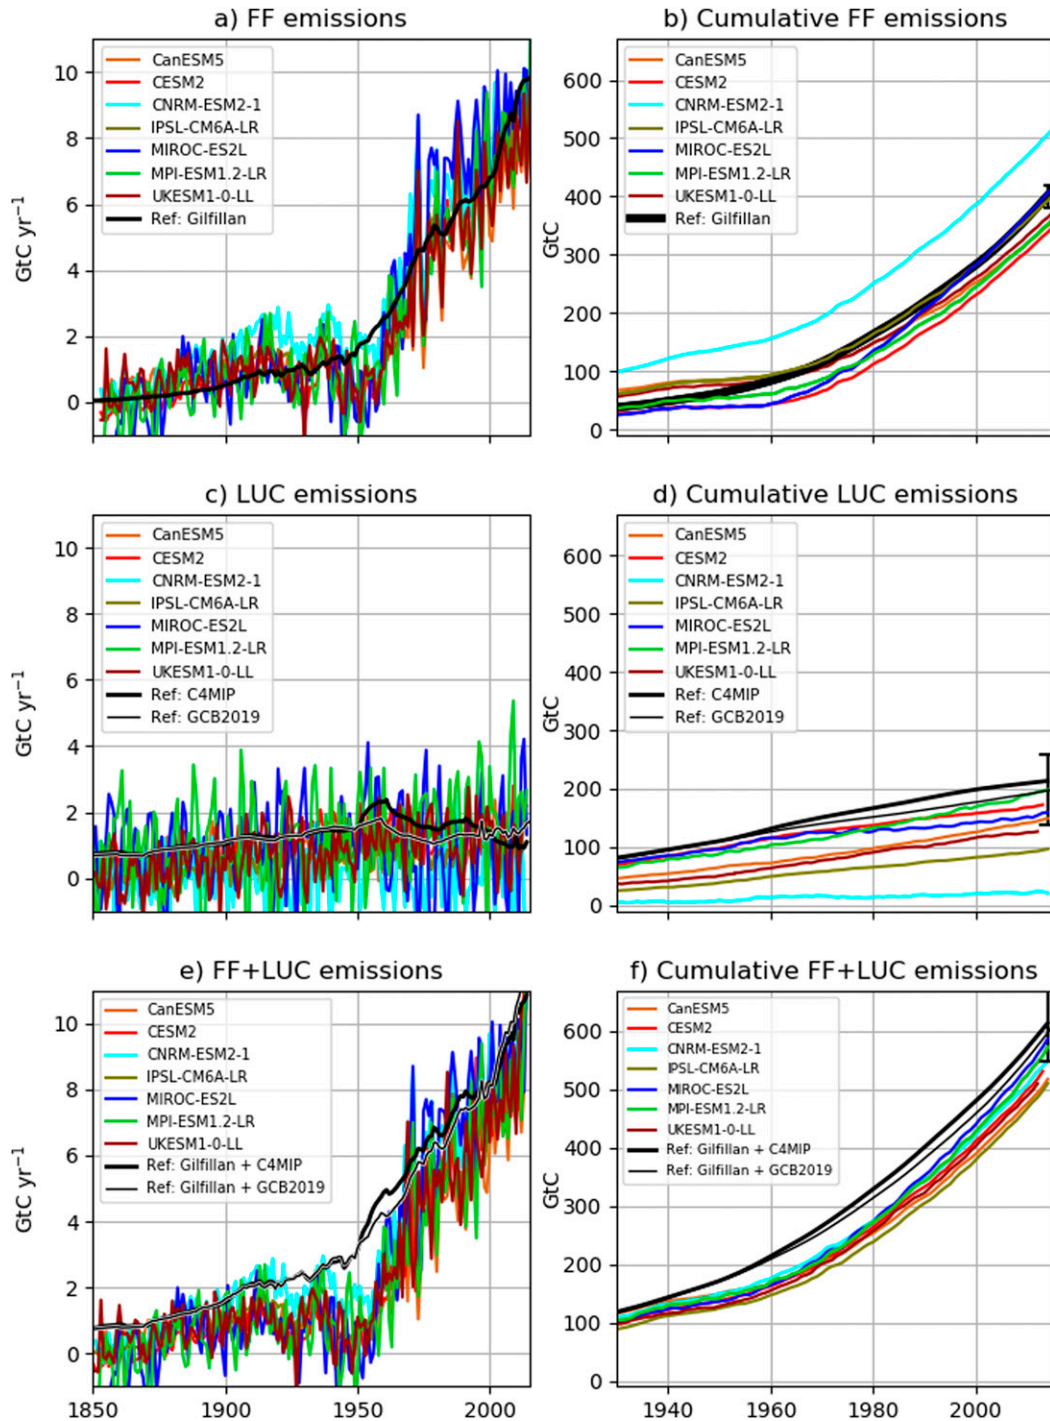 a) FF emissions
GtC yr⁻¹
10
8
6
4
2
0
CanESM5
CESM2
CNRM-ESM2-1
IPSL-CM6A-LR
MIROC-ES2L
MPI-ESM1.2-LR
UKESM1-0-LL
Ref: Gilfillan
b) Cumulative FF emissions
GtC
600
500
400
300
200
100
0
CanESM5
CESM2
CNRM-ESM2-1
IPSL-CM6A-LR
MIROC-ES2L
MPI-ESM1.2-LR
UKESM1-0-LL
Ref: Gilfillan
c) LUC emissions
GtC yr⁻¹
10
8
6
4
2
0
CanESM5
CESM2
CNRM-ESM2-1
IPSL-CM6A-LR
MIROC-ES2L
MPI-ESM1.2-LR
UKESM1-0-LL
Ref: C4MIP
Ref: GCB2019
d) Cumulative LUC emissions
GtC
600
500
400
300
200
100
0
CanESM5
CESM2
CNRM-ESM2-1
IPSL-CM6A-LR
MIROC-ES2L
MPI-ESM1.2-LR
UKESM1-0-LL
Ref: C4MIP
Ref: GCB2019
e) FF+LUC emissions
GtC yr⁻¹
10
8
6
4
2
0
CanESM5
CESM2
CNRM-ESM2-1
IPSL-CM6A-LR
MIROC-ES2L
MPI-ESM1.2-LR
UKESM1-0-LL
Ref: Gilfillan + C4MIP
Ref: Gilfillan + GCB2019
1850 1900 1950 2000
f) Cumulative FF+LUC emissions
GtC
600
500
400
300
200
100
0
CanESM5
CESM2
CNRM-ESM2-1
IPSL-CM6A-LR
MIROC-ES2L
MPI-ESM1.2-LR
UKESM1-0-LL
Ref: Gilfillan + C4MIP
Ref: Gilfillan + GCB2019
1940 1960 1980 2000